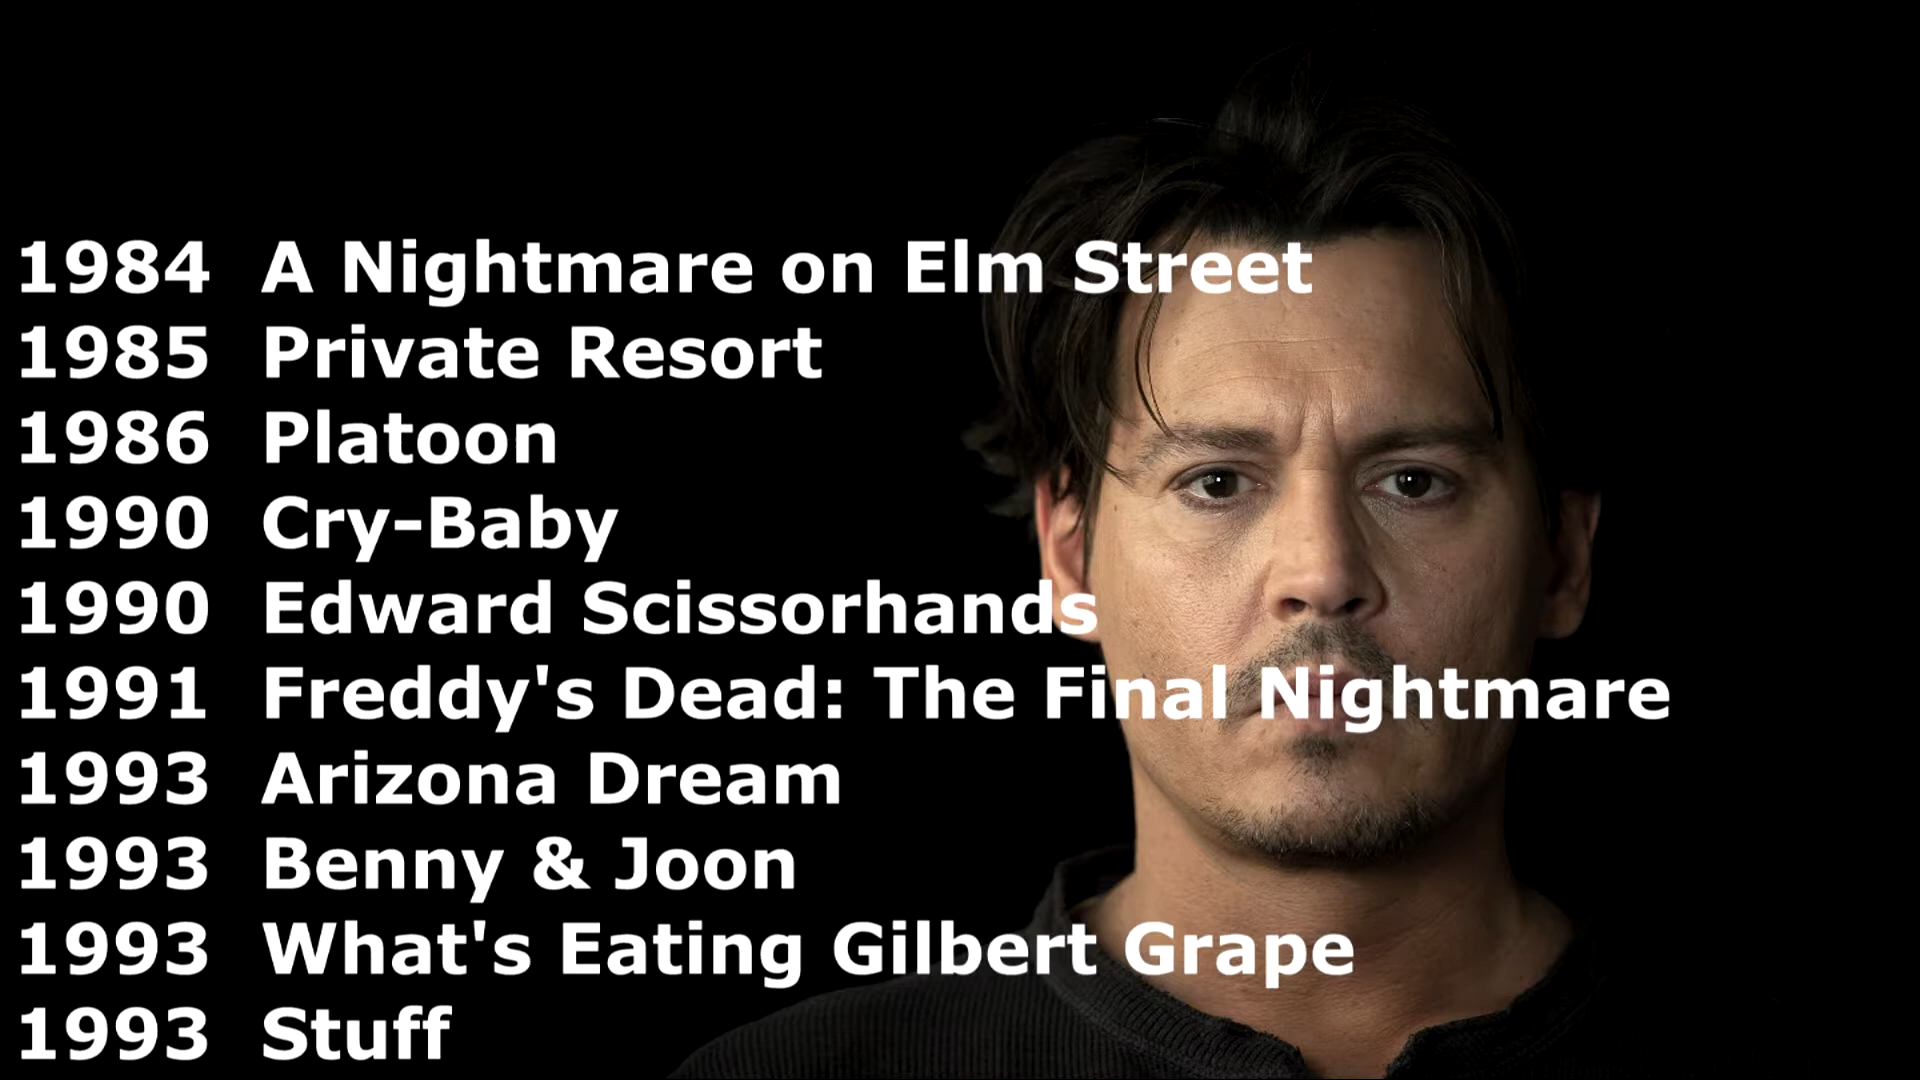 1984 A Nightmare on Elm Street
1985 Private Resort
1986 Platoon
1990 Cry-Baby
1990 Edward Scissorhands
1991 Freddy's Dead: The Final Nightmare
1993 Arizona Dream
1993 Benny & Joon
1993 What's Eating Gilbert Grape
1993 Stuff